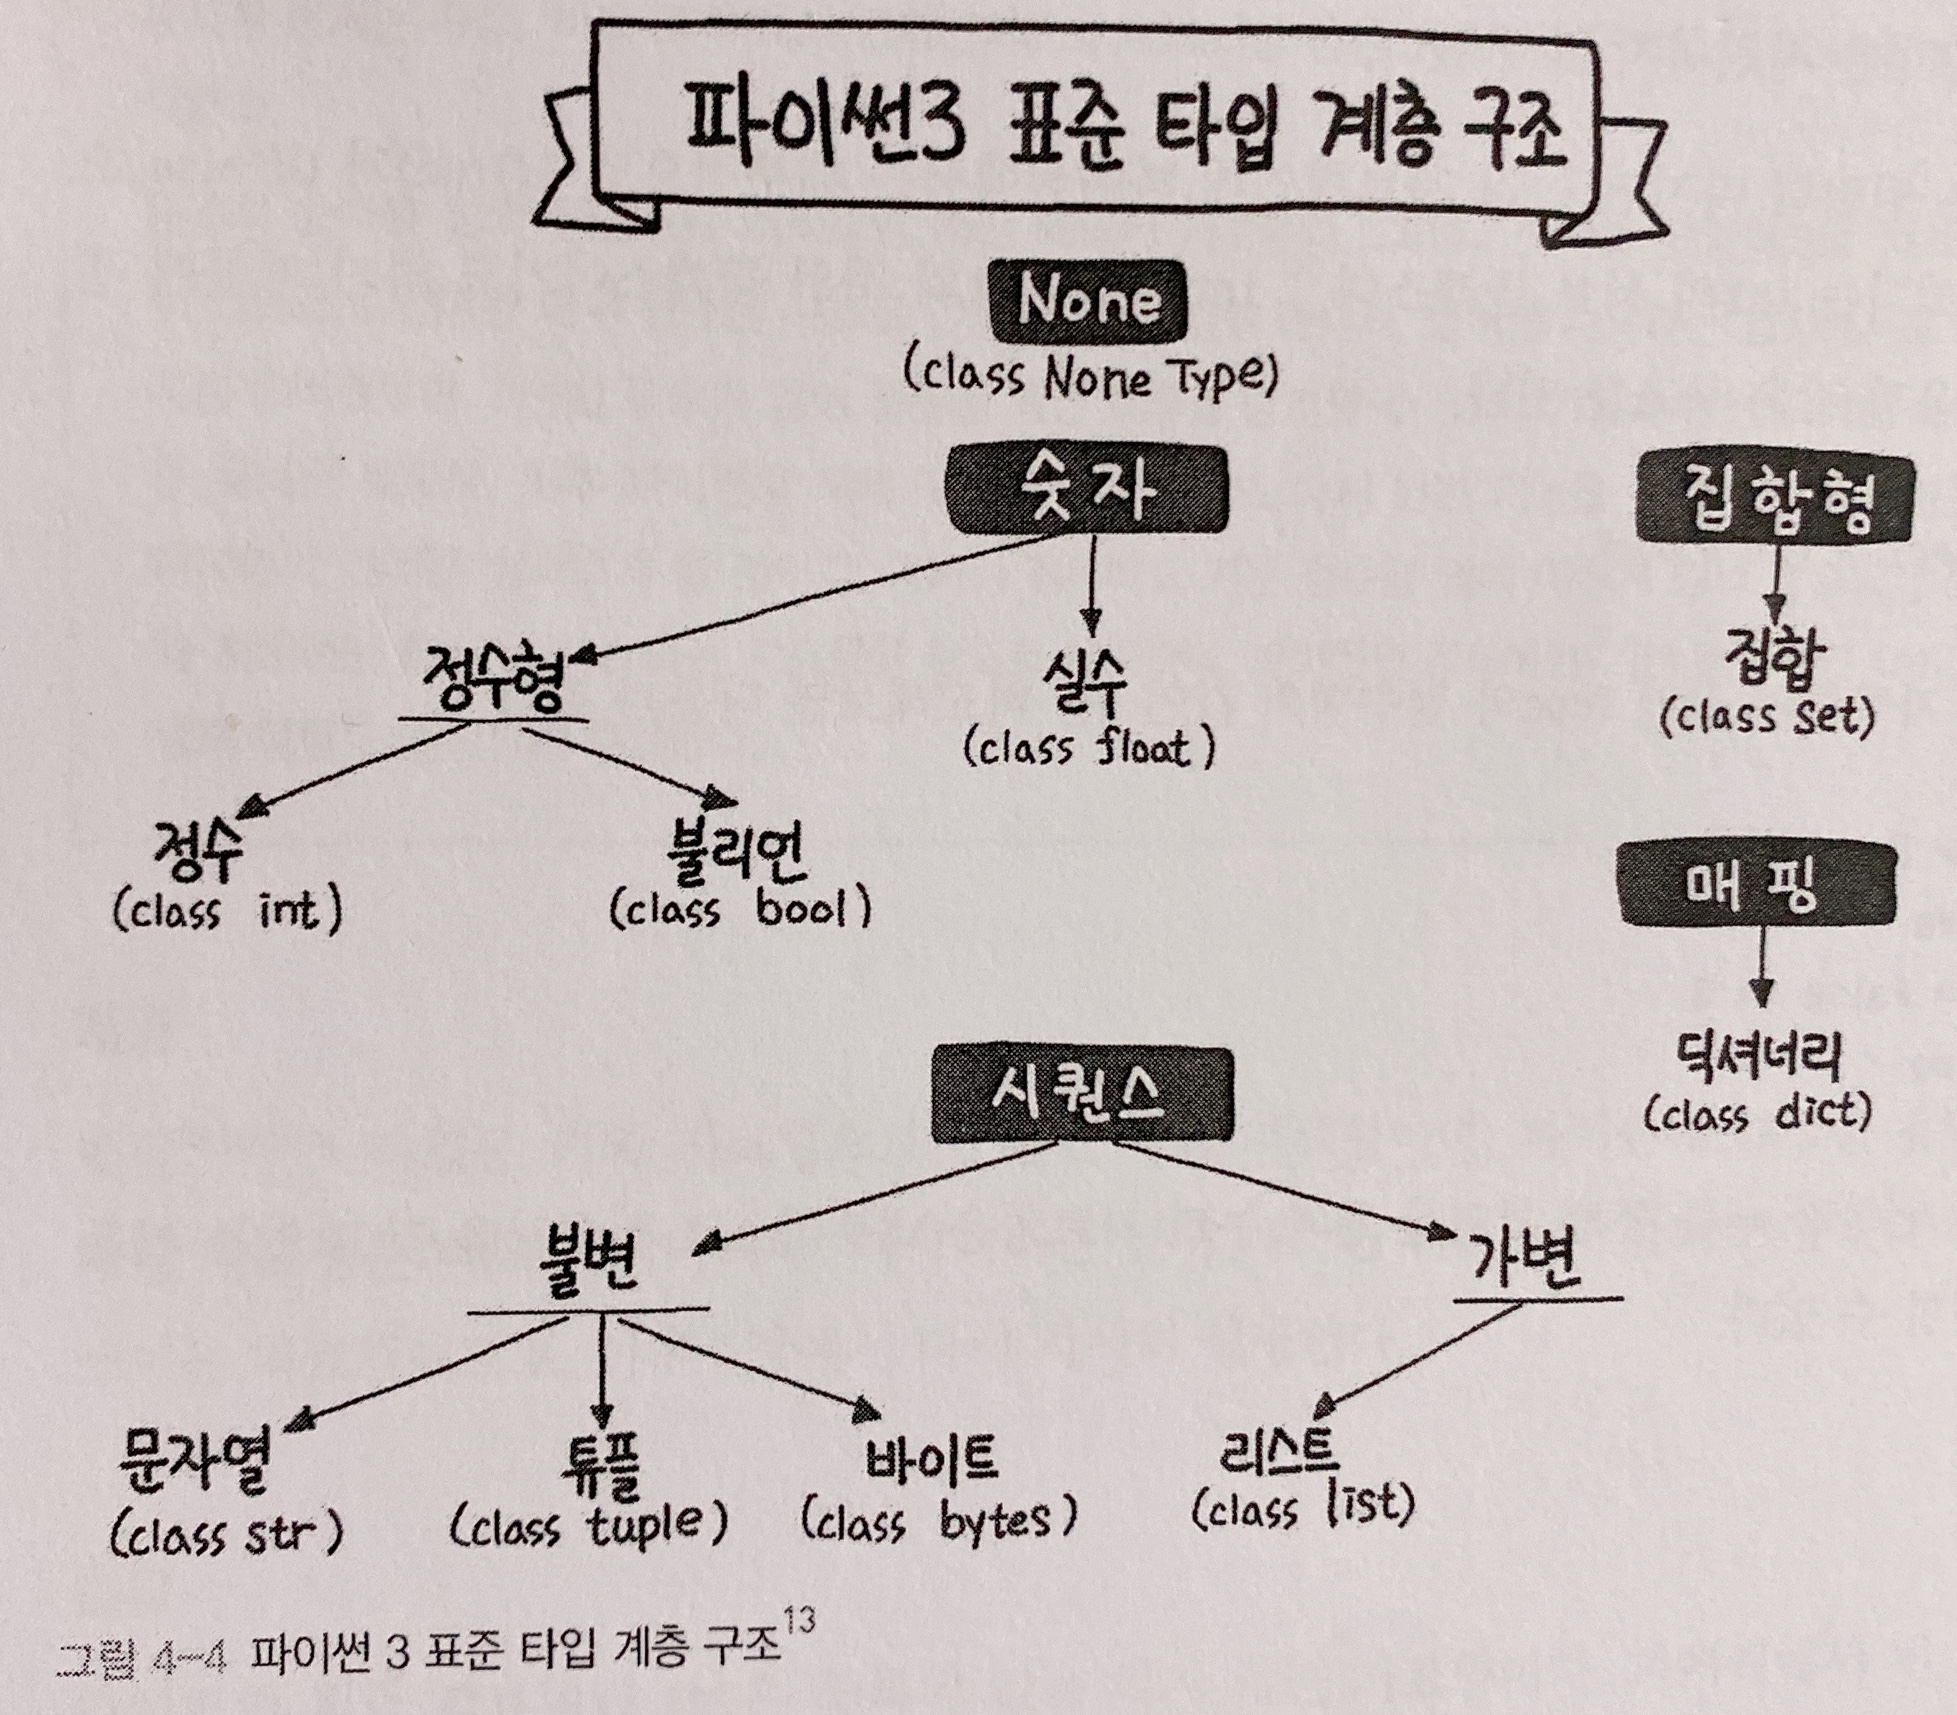 파이썬3 표준 타입 계층 구조
None
(class None Type)
숫자
집합형
정수형
실수
(class float)
집합
(class set)
정수
(class int)
불리언
(class bool)
매핑
딕셔너리
(class dict)
시퀀스
불변
가변
문자열
(class str)
튜플
(class tuple)
바이트
(class bytes)
리스트
(class list)
그림 4-4 파이썬 3 표준 타입 계층 구조13